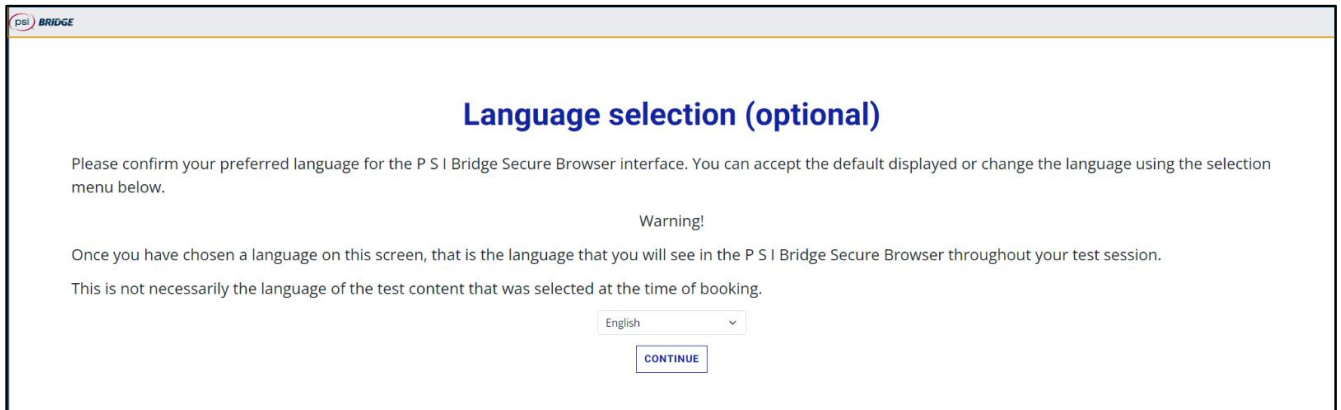 psi BRIDGE
Language selection (optional)
Please confirm your preferred language for the P S I Bridge Secure Browser interface. You can accept the default displayed or change the language using the selection
menu below.
Warning!
Once you have chosen a language on this screen, that is the language that you will see in the P S I Bridge Secure Browser throughout your test session.
This is not necessarily the language of the test content that was selected at the time of booking.
English
CONTINUE